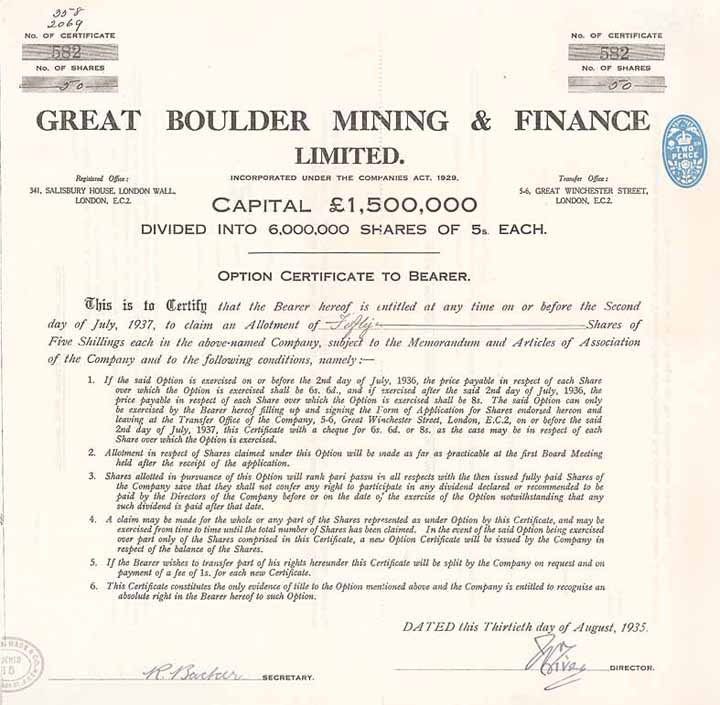 358
2069
No. OF CERTIFICATE
582
No. OF SHARES
50
No. OF CERTIFICATE
582
No. OF SHARES
50
GREAT BOULDER MINING & FINANCE
LIMITED.
TWO
PENCE
Registered Office:
341, SALISBURY HOUSE, LONDON WALL,
LONDON, E.C.2.
INCORPORATED UNDER THE COMPANIES ACT, 1929.
Transfer Office:
5-6, GREAT WINCHESTER STREET,
LONDON, E.C.2.
CAPITAL £1,500,000
DIVIDED INTO 6,000,000 SHARES OF 5s. EACH.
OPTION CERTIFICATE TO BEARER.
This is to Certify that the Bearer hereof is entitled at any time on or before the Second
day of July, 1937, to claim an Allotment of Fifty Shares of
Five Shillings each in the above-named Company, subject to the Memorandum and Articles of Association
of the Company and to the following conditions, namely:—
1. If the said Option is exercised on or before the 2nd day of July, 1936, the price payable in respect of each Share
over which the Option is exercised shall be 6s. 6d., and if exercised after the said 2nd day of July, 1936, the
price payable in respect of each Share over which the Option is exercised shall be 8s. The said Option can only
be exercised by the Bearer hereof filling up and signing the Form of Application for Shares endorsed hereon and
leaving at the Transfer Office of the Company, 5-6, Great Winchester Street, London, E.C.2, on or before the said
2nd day of July, 1937, this Certificate with a cheque for 6s. 6d. or 8s. as the case may be in respect of each
Share over which the Option is exercised.
2. Allotment in respect of Shares claimed under this Option will be made as far as practicable at the first Board Meeting
held after the receipt of the application.
3. Shares allotted in pursuance of this Option will rank pari passu in all respects with the then issued fully paid Shares of
the Company save that they shall not confer any right to participate in any dividend declared or recommended to be
paid by the Directors of the Company before or on the date of the exercise of the Option notwithstanding that any
such dividend is paid after that date.
4. A claim may be made for the whole or any part of the Shares represented as under Option by this Certificate, and may be
exercised from time to time until the total number of Shares has been claimed. In the event of the said Option being exercised
over part only of the Shares comprised in this Certificate, a new Option Certificate will be issued by the Company in
respect of the balance of the Shares.
5. If the Bearer wishes to transfer part of his rights hereunder this Certificate will be split by the Company on request and on
payment of a fee of 1s. for each new Certificate.
6. This Certificate constitutes the only evidence of title to the Option mentioned above and the Company is entitled to recognise an
absolute right in the Bearer hereof to such Option.
DATED this Thirtieth day of August, 1935.
R. Barker SECRETARY.
DIRECTOR.